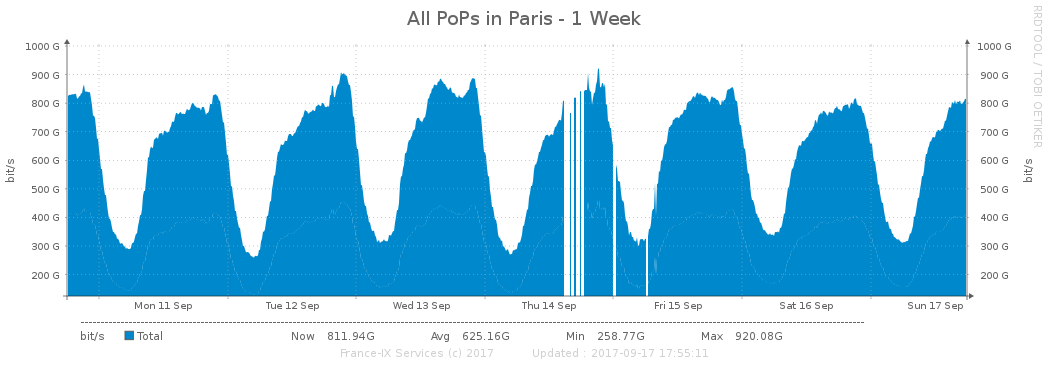 All PoPs in Paris - 1 Week
RRDTOOL / TOBI OETIKER
1000 G 1000 G
900 G 900 G
800 G 800 G
700 G 700 G
600 G 600 G
500 G 500 G
400 G 400 G
300 G 300 G
200 G 200 G
bit/s bit/s
Mon 11 Sep Tue 12 Sep Wed 13 Sep Thu 14 Sep Fri 15 Sep Sat 16 Sep Sun 17 Sep
bit/s Total Now 811.94G Avg 625.16G Min 258.77G Max 920.08G
France-IX Services (c) 2017 Updated : 2017-09-17 17:55:11